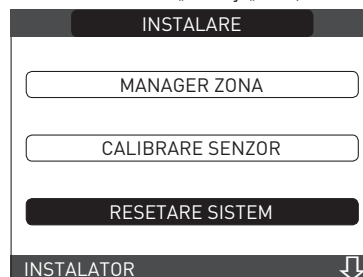 INSTALARE
MANAGER ZONA
CALIBRARE SENZOR
RESETARE SISTEM
INSTALATOR